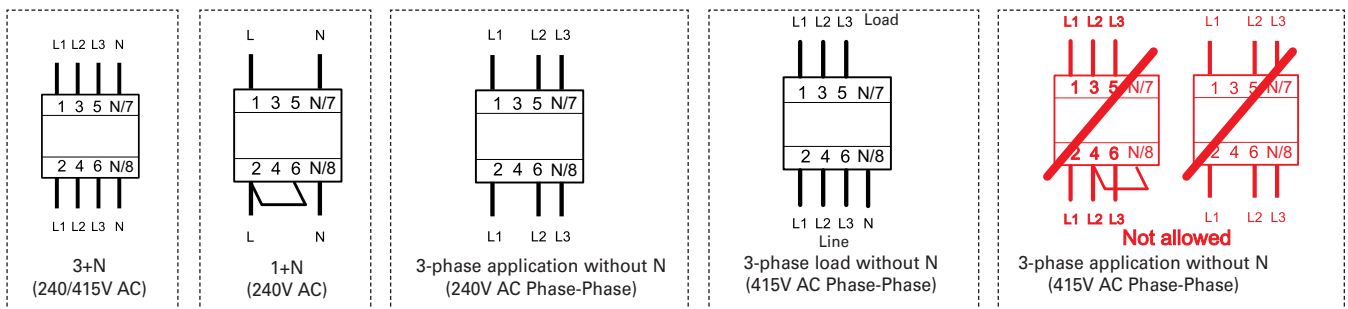 L1 L2 L3 N
1 3 5 N/7
2 4 6 N/8
L1 L2 L3 N
3+N
(240/415V AC)
L N
1 3 5 N/7
2 4 6 N/8
L N
1+N
(240V AC)
L1 L2 L3
1 3 5 N/7
2 4 6 N/8
L1 L2 L3
3-phase application without N
(240V AC Phase-Phase)
L1 L2 L3 Load
1 3 5 N/7
2 4 6 N/8
L1 L2 L3 N
Line
3-phase load without N
(415V AC Phase-Phase)
L1 L2 L3
1 3 5 N/7
2 4 6 N/8
L1 L2 L3
L1 L2 L3
1 3 5 N/7
2 4 6 N/8
L1 L2 L3
Not allowed
3-phase application without N
(415V AC Phase-Phase)